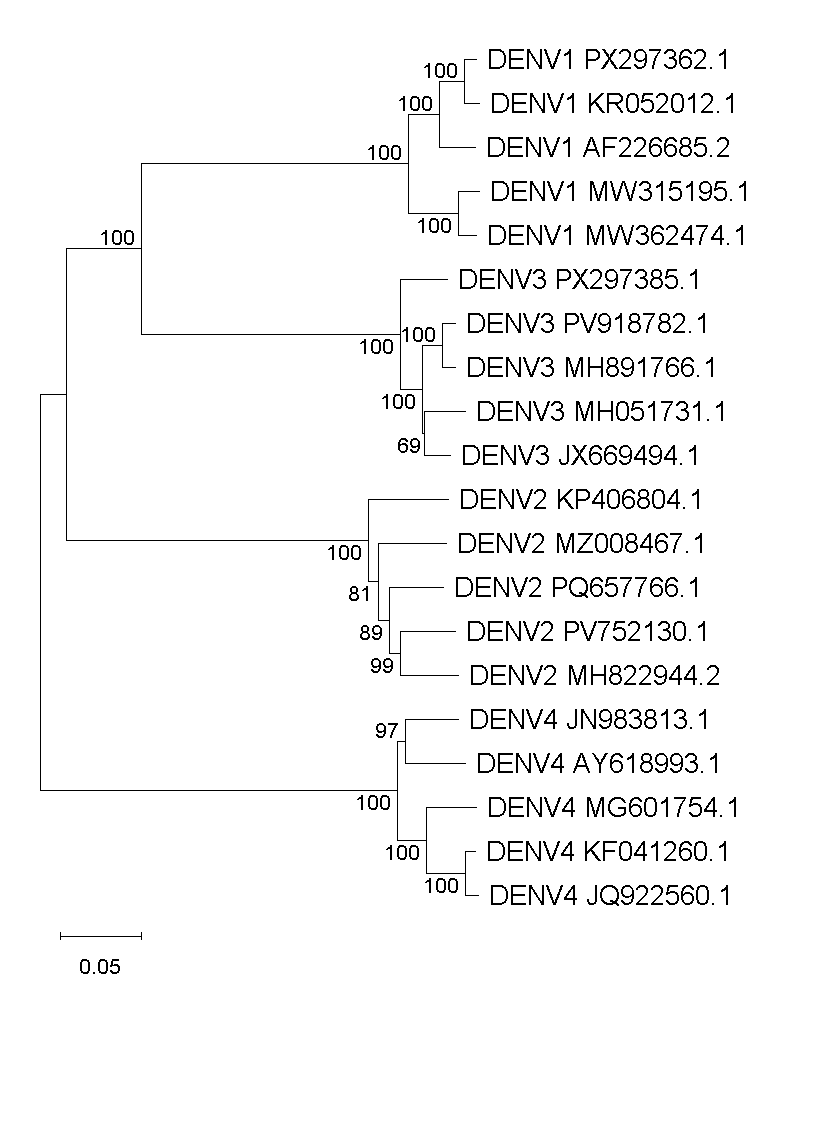 100
DENV1 PX297362.1
100
DENV1 KR052012.1
100
DENV1 AF226685.2
DENV1 MW315195.1
100
DENV1 MW362474.1
100
DENV3 PX297385.1
100
100
DENV3 PV918782.1
DENV3 MH891766.1
100
DENV3 MH051731.1
69
DENV3 JX669494.1
DENV2 KP406804.1
100
DENV2 MZ008467.1
81
DENV2 PQ657766.1
89
DENV2 PV752130.1
99
DENV2 MH822944.2
97
DENV4 JN983813.1
DENV4 AY618993.1
100
DENV4 MG601754.1
100
DENV4 KF041260.1
100
DENV4 JQ922560.1
0.05